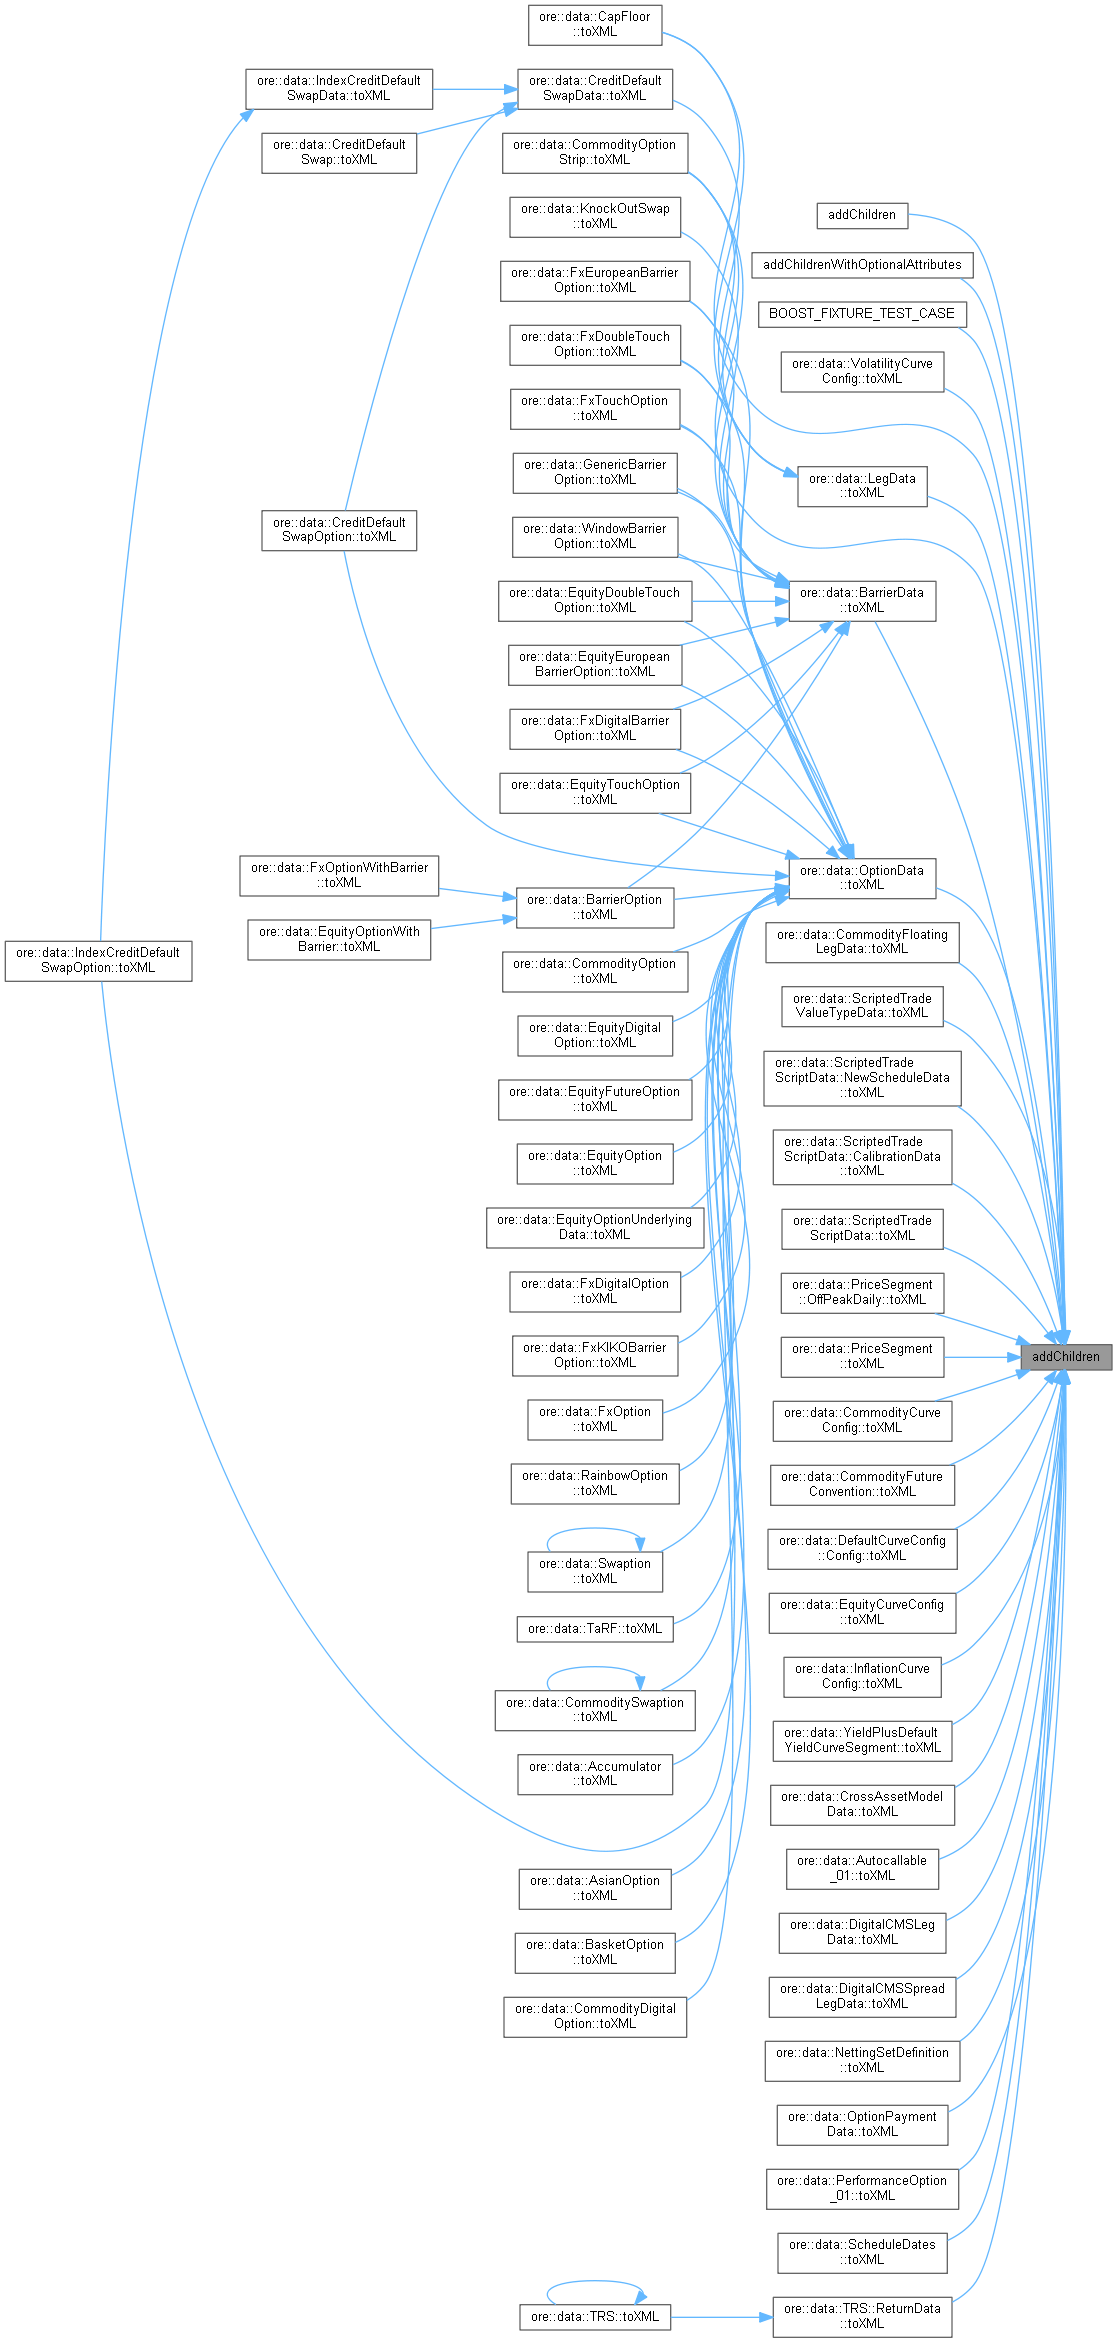 ore::data::CapFloor
::toXML
ore::data::IndexCreditDefault
SwapData::toXML
ore::data::CreditDefault
SwapData::toXML
ore::data::CreditDefault
Swap::toXML
ore::data::CommodityOption
Strip::toXML
ore::data::KnockOutSwap
::toXML
addChildren
ore::data::FxEuropeanBarrier
Option::toXML
addChildrenWithOptionalAttributes
BOOST_FIXTURE_TEST_CASE
ore::data::FxDoubleTouch
Option::toXML
ore::data::VolatilityCurve
Config::toXML
ore::data::FxTouchOption
::toXML
ore::data::GenericBarrier
Option::toXML
ore::data::LegData
::toXML
ore::data::CreditDefault
SwapOption::toXML
ore::data::WindowBarrier
Option::toXML
ore::data::EquityDoubleTouch
Option::toXML
ore::data::BarrierData
::toXML
ore::data::EquityEuropean
BarrierOption::toXML
ore::data::FxDigitalBarrier
Option::toXML
ore::data::EquityTouchOption
::toXML
ore::data::FxOptionWithBarrier
::toXML
ore::data::OptionData
::toXML
ore::data::BarrierOption
::toXML
ore::data::EquityOptionWith
Barrier::toXML
ore::data::CommodityFloating
LegData::toXML
ore::data::IndexCreditDefault
SwapOption::toXML
ore::data::CommodityOption
::toXML
ore::data::ScriptedTrade
ValueTypeData::toXML
ore::data::EquityDigital
Option::toXML
ore::data::ScriptedTrade
ScriptData::NewScheduleData
::toXML
ore::data::EquityFutureOption
::toXML
ore::data::ScriptedTrade
ScriptData::CalibrationData
::toXML
ore::data::EquityOption
::toXML
ore::data::EquityOptionUnderlying
Data::toXML
ore::data::ScriptedTrade
ScriptData::toXML
ore::data::FxDigitalOption
::toXML
ore::data::PriceSegment
::OffPeakDaily::toXML
ore::data::FxKIKOBarrier
Option::toXML
ore::data::PriceSegment
::toXML
addChildren
ore::data::FxOption
::toXML
ore::data::CommodityCurve
Config::toXML
ore::data::RainbowOption
::toXML
ore::data::CommodityFuture
Convention::toXML
ore::data::Swaption
::toXML
ore::data::DefaultCurveConfig
::Config::toXML
ore::data::TaRF::toXML
ore::data::EquityCurveConfig
::toXML
ore::data::CommoditySwaption
::toXML
ore::data::InflationCurve
Config::toXML
ore::data::Accumulator
::toXML
ore::data::YieldPlusDefault
YieldCurveSegment::toXML
ore::data::CrossAssetModel
Data::toXML
ore::data::AsianOption
::toXML
ore::data::Autocallable
_01::toXML
ore::data::BasketOption
::toXML
ore::data::DigitalCMSLeg
Data::toXML
ore::data::CommodityDigital
Option::toXML
ore::data::DigitalCMSSpread
LegData::toXML
ore::data::NettingSetDefinition
::toXML
ore::data::OptionPayment
Data::toXML
ore::data::PerformanceOption
_01::toXML
ore::data::ScheduleDates
::toXML
ore::data::TRS::toXML
ore::data::TRS::ReturnData
::toXML